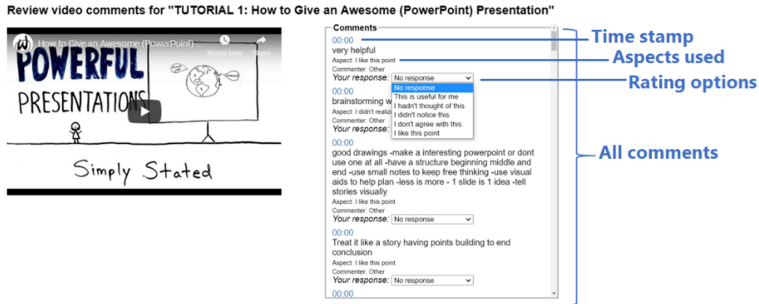 Review video comments for "TUTORIAL 1: How to Give an Awesome (PowerPoint) Presentation"
How to Give an Awesome (PowerPoint) ...
POWERFUL
PRESENTATIONS
Simply Stated
Comments
00:00
very helpful
Aspect: I like this point
Commenter: Other
Your response: No response
No response
This is useful for me
I hadn't thought of this
I didn't notice this
I don't agree with this
I like this point
00:00
brainstorming w
Aspect: I didn't realiz
Commenter: Other
Your response:
00:00
good drawings -make a interesting powerpoint or dont
use one at all -have a structure beginning middle and
end -use small notes to keep free thinking -use visual
aids to help plan -less is more - 1 slide is 1 idea -tell
stories visually
Aspect: I like this point
Commenter: Other
Your response: No response
00:00
Treat it like a story having points building to end
conclusion
Aspect: I like this point
Commenter: Other
Your response: No response
00:00
Time stamp
Aspects used
Rating options
All comments